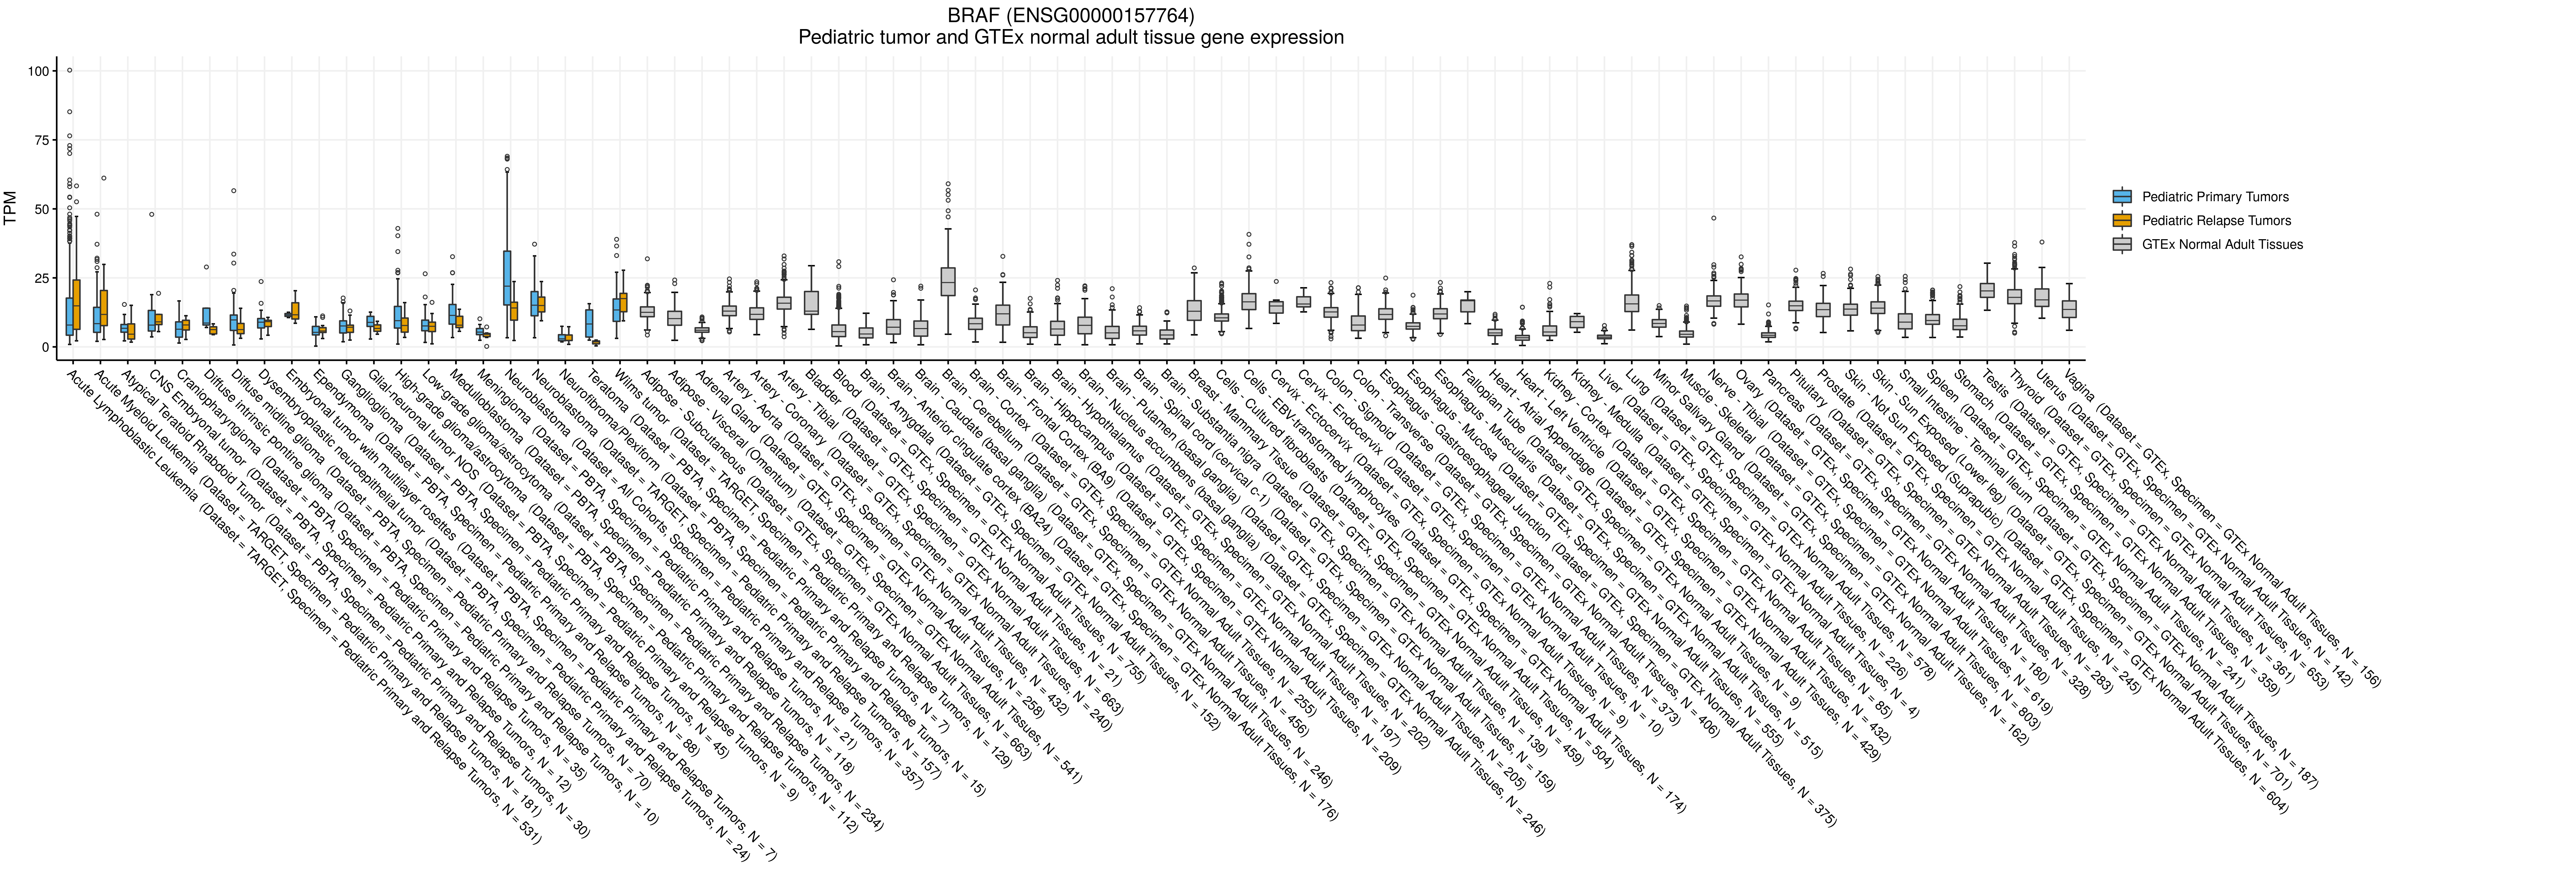 BRAF (ENSG00000157764)
Pediatric tumor and GTEx normal adult tissue gene expression
TPM
100
75
50
25
0
Pediatric Primary Tumors
Pediatric Relapse Tumors
GTEx Normal Adult Tissues
Acute Lymphoblastic Leukemia (Dataset = TARGET, Specimen = Pediatric Primary and Relapse Tumors, N = 531)
Acute Myeloid Leukemia (Dataset = TARGET, Specimen = Pediatric Primary and Relapse Tumors, N = 181)
Atypical Teratoid Rhabdoid Tumor (Dataset = PBTA, Specimen = Pediatric Primary and Relapse Tumors, N = 30)
CNS Embryonal tumor (Dataset = PBTA, Specimen = Pediatric Primary and Relapse Tumors, N = 12)
Craniopharyngioma (Dataset = PBTA, Specimen = Pediatric Primary and Relapse Tumors, N = 35)
Diffuse intrinsic pontine glioma (Dataset = PBTA, Specimen = Pediatric Primary and Relapse Tumors, N = 10)
Diffuse midline glioma (Dataset = PBTA, Specimen = Pediatric Primary and Relapse Tumors, N = 70)
Dysembryoplastic neuroepithelial tumor (Dataset = PBTA, Specimen = Pediatric Primary and Relapse Tumors, N = 24)
Embryonal tumor with multilayer rosettes (Dataset = PBTA, Specimen = Pediatric Primary and Relapse Tumors, N = 7)
Ependymoma (Dataset = PBTA, Specimen = Pediatric Primary and Relapse Tumors, N = 88)
Ganglioglioma (Dataset = PBTA, Specimen = Pediatric Primary and Relapse Tumors, N = 45)
Glial-neuronal tumor NOS (Dataset = PBTA, Specimen = Pediatric Primary and Relapse Tumors, N = 9)
High-grade glioma/astrocytoma (Dataset = PBTA, Specimen = Pediatric Primary and Relapse Tumors, N = 112)
Low-grade glioma/astrocytoma (Dataset = PBTA, Specimen = Pediatric Primary and Relapse Tumors, N = 234)
Medulloblastoma (Dataset = PBTA, Specimen = Pediatric Primary and Relapse Tumors, N = 118)
Meningioma (Dataset = PBTA, Specimen = Pediatric Primary and Relapse Tumors, N = 21)
Neuroblastoma (Dataset = All Cohorts, Specimen = Pediatric Primary and Relapse Tumors, N = 357)
Neuroblastoma (Dataset = TARGET, Specimen = Pediatric Primary and Relapse Tumors, N = 157)
Neurofibroma/Plexiform (Dataset = PBTA, Specimen = Pediatric Primary and Relapse Tumors, N = 15)
Teratoma (Dataset = PBTA, Specimen = Pediatric Primary and Relapse Tumors, N = 7)
Wilms tumor (Dataset = TARGET, Specimen = Pediatric Primary and Relapse Tumors, N = 129)
Adipose - Subcutaneous (Dataset = GTEx, Specimen = GTEx Normal Adult Tissues, N = 663)
Adipose - Visceral (Omentum) (Dataset = GTEx, Specimen = GTEx Normal Adult Tissues, N = 541)
Adrenal Gland (Dataset = GTEx, Specimen = GTEx Normal Adult Tissues, N = 258)
Artery - Aorta (Dataset = GTEx, Specimen = GTEx Normal Adult Tissues, N = 432)
Artery - Coronary (Dataset = GTEx, Specimen = GTEx Normal Adult Tissues, N = 240)
Artery - Tibial (Dataset = GTEx, Specimen = GTEx Normal Adult Tissues, N = 663)
Bladder (Dataset = GTEx, Specimen = GTEx Normal Adult Tissues, N = 21)
Blood (Dataset = GTEx, Specimen = GTEx Normal Adult Tissues, N = 755)
Brain - Amygdala (Dataset = GTEx, Specimen = GTEx Normal Adult Tissues, N = 152)
Brain - Anterior cingulate cortex (BA24) (Dataset = GTEx, Specimen = GTEx Normal Adult Tissues, N = 176)
Brain - Caudate (basal ganglia) (Dataset = GTEx, Specimen = GTEx Normal Adult Tissues, N = 246)
Brain - Cerebellum (Dataset = GTEx, Specimen = GTEx Normal Adult Tissues, N = 456)
Brain - Cortex (Dataset = GTEx, Specimen = GTEx Normal Adult Tissues, N = 255)
Brain - Frontal Cortex (BA9) (Dataset = GTEx, Specimen = GTEx Normal Adult Tissues, N = 209)
Brain - Hippocampus (Dataset = GTEx, Specimen = GTEx Normal Adult Tissues, N = 197)
Brain - Hypothalamus (Dataset = GTEx, Specimen = GTEx Normal Adult Tissues, N = 202)
Brain - Nucleus accumbens (basal ganglia) (Dataset = GTEx, Specimen = GTEx Normal Adult Tissues, N = 246)
Brain - Putamen (basal ganglia) (Dataset = GTEx, Specimen = GTEx Normal Adult Tissues, N = 205)
Brain - Spinal cord (cervical c-1) (Dataset = GTEx, Specimen = GTEx Normal Adult Tissues, N = 159)
Brain - Substantia nigra (Dataset = GTEx, Specimen = GTEx Normal Adult Tissues, N = 139)
Breast - Mammary Tissue (Dataset = GTEx, Specimen = GTEx Normal Adult Tissues, N = 459)
Cells - Cultured fibroblasts (Dataset = GTEx, Specimen = GTEx Normal Adult Tissues, N = 504)
Cells - EBV-transformed lymphocytes (Dataset = GTEx, Specimen = GTEx Normal Adult Tissues, N = 174)
Cervix - Ectocervix (Dataset = GTEx, Specimen = GTEx Normal Adult Tissues, N = 9)
Cervix - Endocervix (Dataset = GTEx, Specimen = GTEx Normal Adult Tissues, N = 10)
Colon - Sigmoid (Dataset = GTEx, Specimen = GTEx Normal Adult Tissues, N = 373)
Colon - Transverse (Dataset = GTEx, Specimen = GTEx Normal Adult Tissues, N = 406)
Esophagus - Gastroesophageal Junction (Dataset = GTEx, Specimen = GTEx Normal Adult Tissues, N = 375)
Esophagus - Mucosa (Dataset = GTEx, Specimen = GTEx Normal Adult Tissues, N = 555)
Esophagus - Muscularis (Dataset = GTEx, Specimen = GTEx Normal Adult Tissues, N = 515)
Fallopian Tube (Dataset = GTEx, Specimen = GTEx Normal Adult Tissues, N = 9)
Heart - Atrial Appendage (Dataset = GTEx, Specimen = GTEx Normal Adult Tissues, N = 429)
Heart - Left Ventricle (Dataset = GTEx, Specimen = GTEx Normal Adult Tissues, N = 432)
Kidney - Cortex (Dataset = GTEx, Specimen = GTEx Normal Adult Tissues, N = 85)
Kidney - Medulla (Dataset = GTEx, Specimen = GTEx Normal Adult Tissues, N = 4)
Liver (Dataset = GTEx, Specimen = GTEx Normal Adult Tissues, N = 226)
Lung (Dataset = GTEx, Specimen = GTEx Normal Adult Tissues, N = 578)
Minor Salivary Gland (Dataset = GTEx, Specimen = GTEx Normal Adult Tissues, N = 162)
Muscle - Skeletal (Dataset = GTEx, Specimen = GTEx Normal Adult Tissues, N = 803)
Nerve - Tibial (Dataset = GTEx, Specimen = GTEx Normal Adult Tissues, N = 619)
Ovary (Dataset = GTEx, Specimen = GTEx Normal Adult Tissues, N = 180)
Pancreas (Dataset = GTEx, Specimen = GTEx Normal Adult Tissues, N = 328)
Pituitary (Dataset = GTEx, Specimen = GTEx Normal Adult Tissues, N = 283)
Prostate (Dataset = GTEx, Specimen = GTEx Normal Adult Tissues, N = 245)
Skin - Not Sun Exposed (Suprapubic) (Dataset = GTEx, Specimen = GTEx Normal Adult Tissues, N = 604)
Skin - Sun Exposed (Lower leg) (Dataset = GTEx, Specimen = GTEx Normal Adult Tissues, N = 701)
Small Intestine - Terminal Ileum (Dataset = GTEx, Specimen = GTEx Normal Adult Tissues, N = 187)
Spleen (Dataset = GTEx, Specimen = GTEx Normal Adult Tissues, N = 241)
Stomach (Dataset = GTEx, Specimen = GTEx Normal Adult Tissues, N = 359)
Testis (Dataset = GTEx, Specimen = GTEx Normal Adult Tissues, N = 361)
Thyroid (Dataset = GTEx, Specimen = GTEx Normal Adult Tissues, N = 653)
Uterus (Dataset = GTEx, Specimen = GTEx Normal Adult Tissues, N = 142)
Vagina (Dataset = GTEx, Specimen = GTEx Normal Adult Tissues, N = 156)